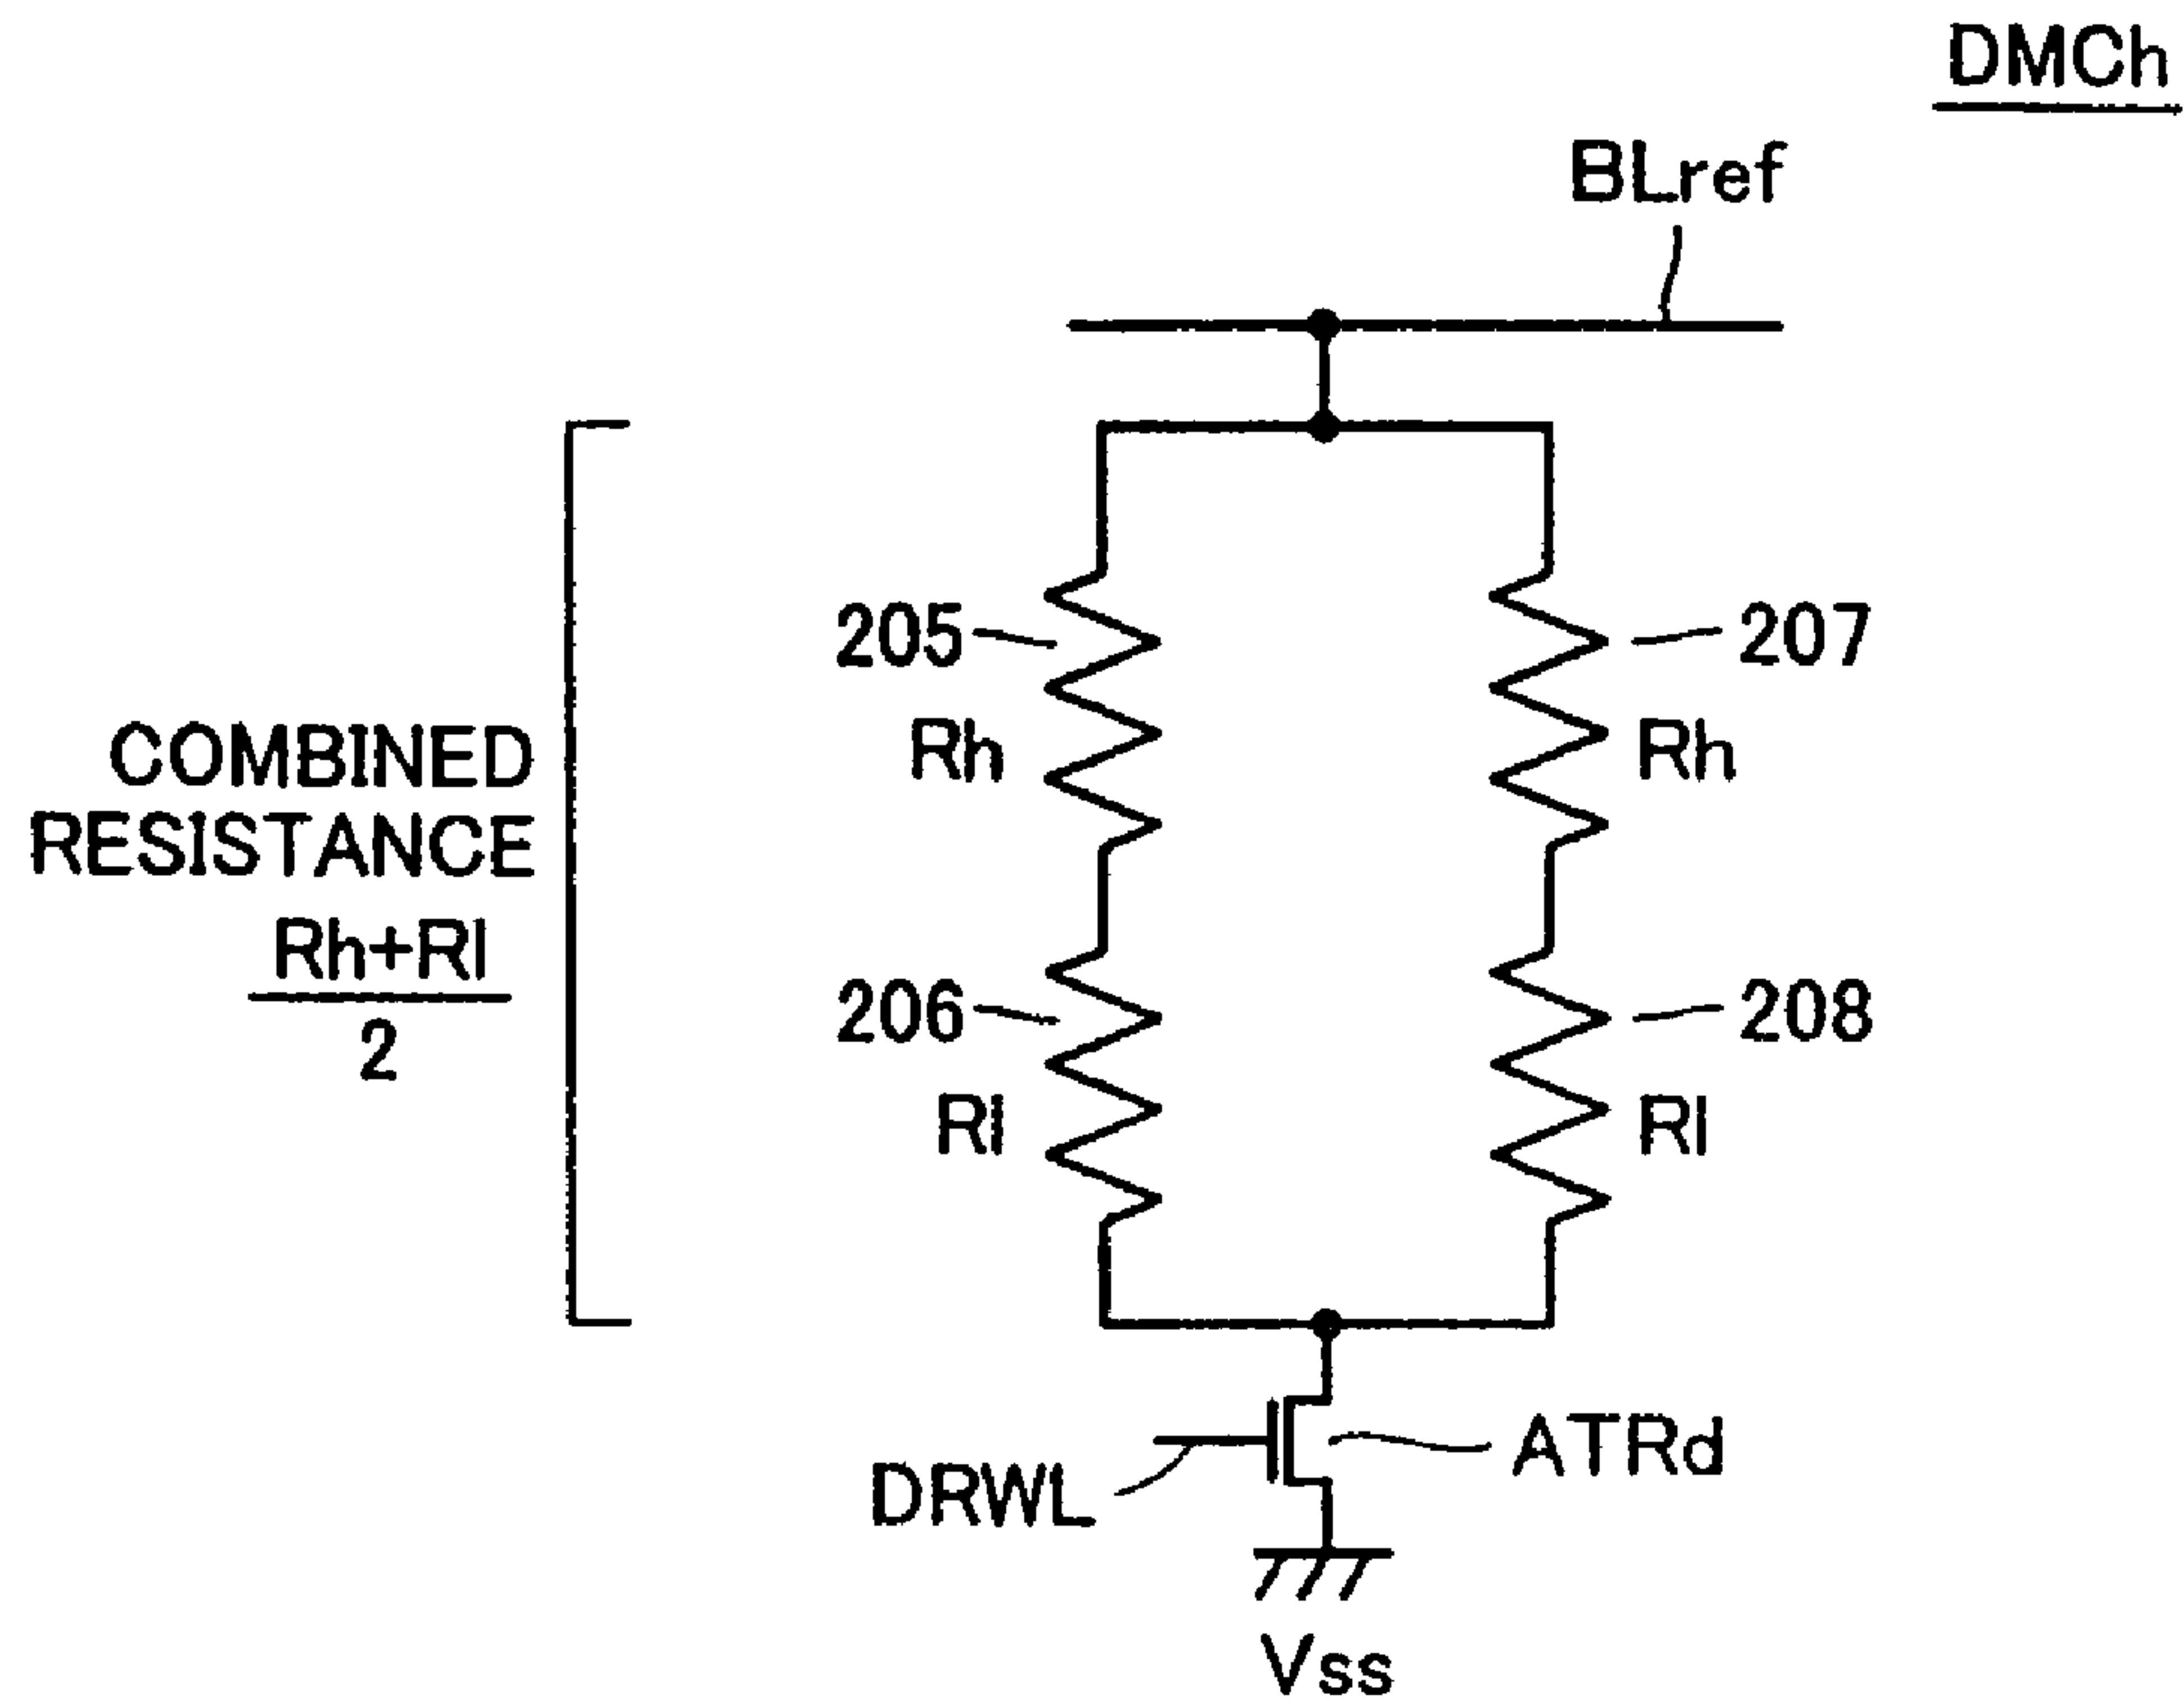 DMCh
BLref
205
207
Rh
Rh
COMBINED
RESISTANCE
Rh+Rl
2
206
208
Rl
Rl
ATRd
DRWL
Vss